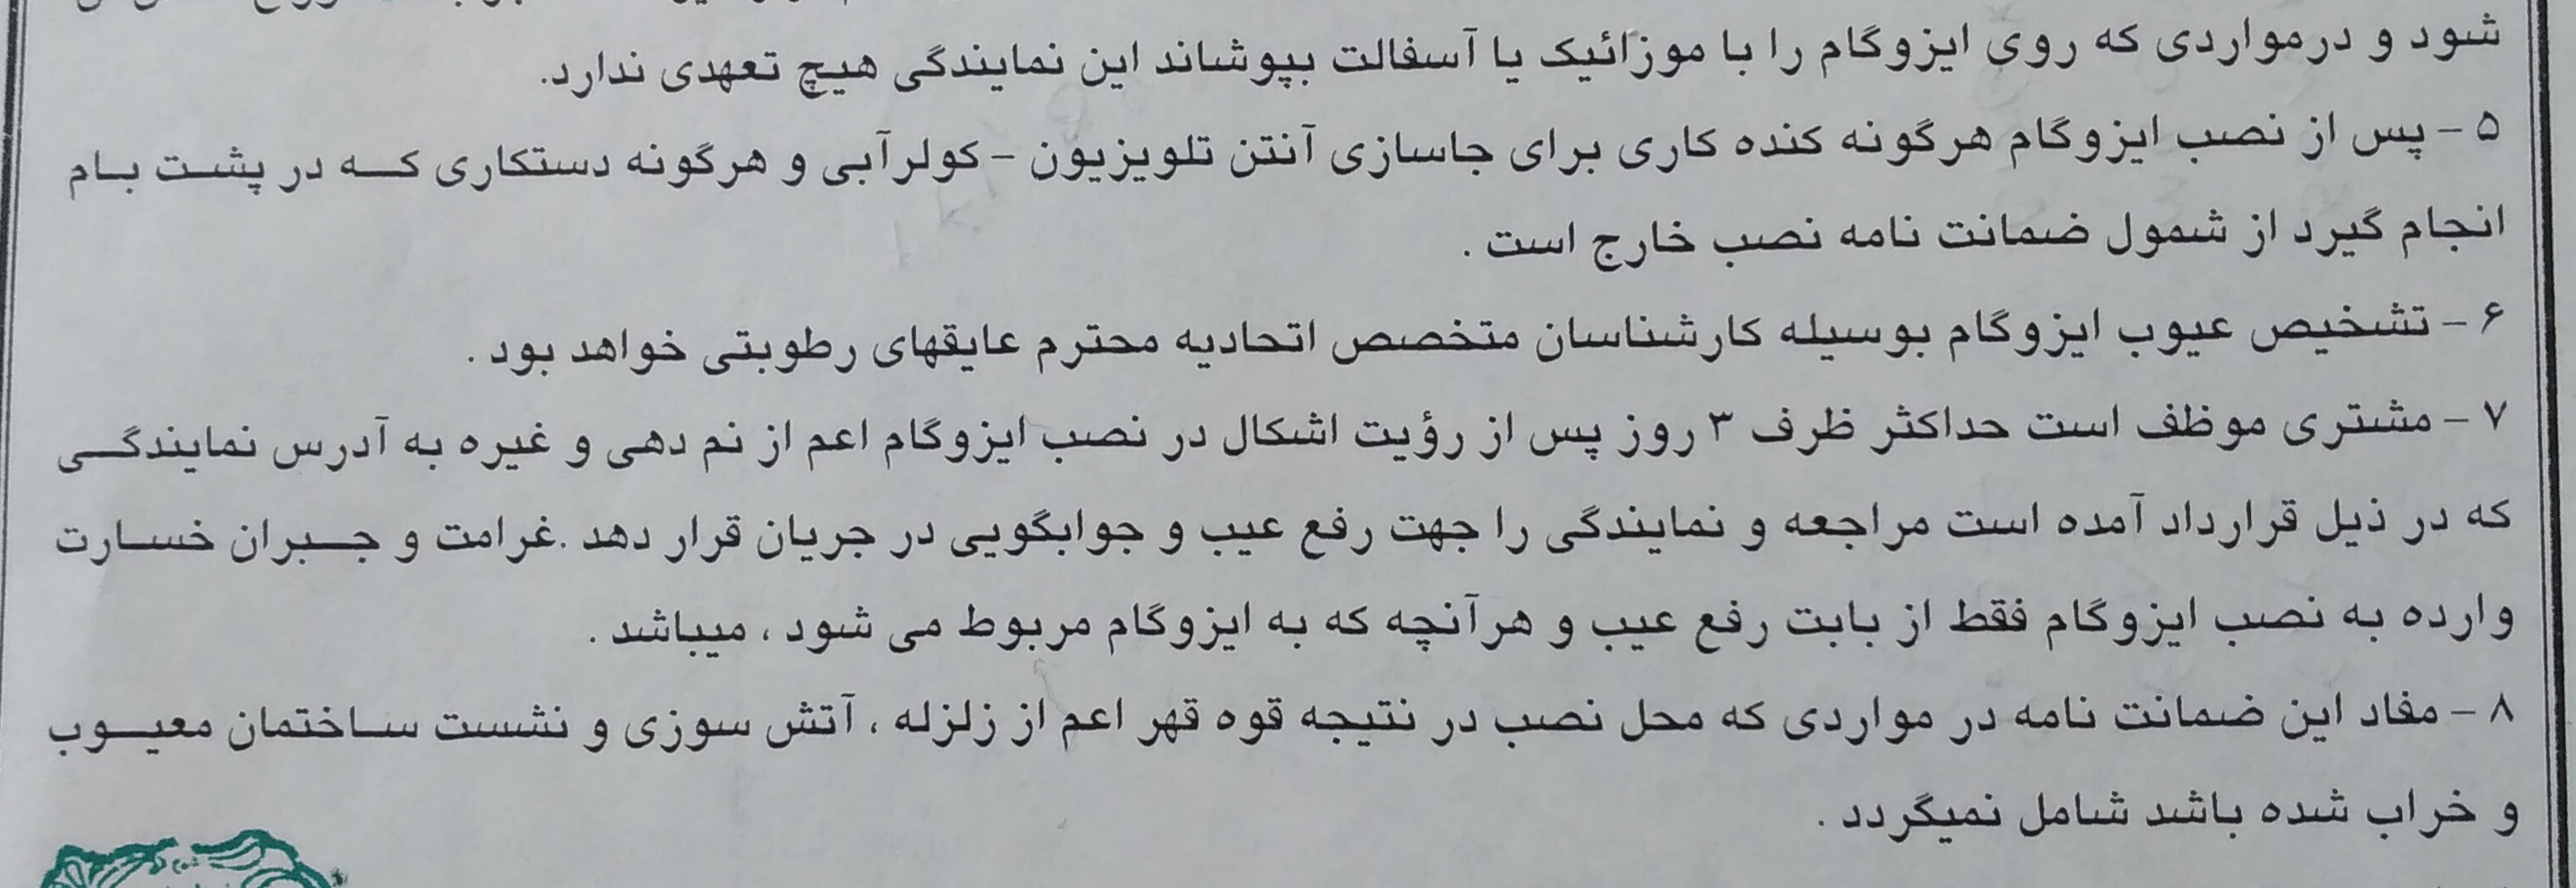 شود و درمواردی که روی ایزوگام را با موزائیک یا آسفالت بپوشاند این نمایندگی هیچ تعهدی ندارد.
۵ - پس از نصب ایزوگام هرگونه کنده کاری برای جاسازی آنتن تلویزیون - کولرآبی و هرگونه دستکاری که در پشت بام
انجام گیرد از شمول ضمانت نامه نصب خارج است .
۶ - تشخیص عیوب ایزوگام بوسیله کارشناسان متخصص اتحادیه محترم عایقهای رطوبتی خواهد بود .
۷ - مشتری موظف است حداکثر ظرف ۳ روز پس از رؤیت اشکال در نصب ایزوگام اعم از نم دهی و غیره به آدرس نمایندگی
که در ذیل قرارداد آمده است مراجعه و نمایندگی را جهت رفع عیب و جوابگویی در جریان قرار دهد .غرامت و جبران خسارت
وارده به نصب ایزوگام فقط از بابت رفع عیب و هرآنچه که به ایزوگام مربوط می شود ، میباشد .
۸ - مفاد این ضمانت نامه در مواردی که محل نصب در نتیجه قوه قهر اعم از زلزله ، آتش سوزی و نشست ساختمان معیوب
و خراب شده باشد شامل نمیگردد .